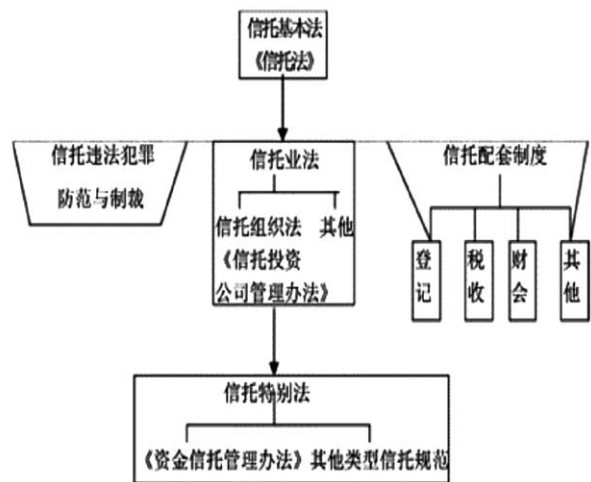 信托基本法
《信托法》
信托违法犯罪
防范与制裁
信托业法
信托组织法 其他
《信托投资
公司管理办法》
信托配套制度
登记
税收
财会
其他
信托特别法
《资金信托管理办法》其他类型信托规范